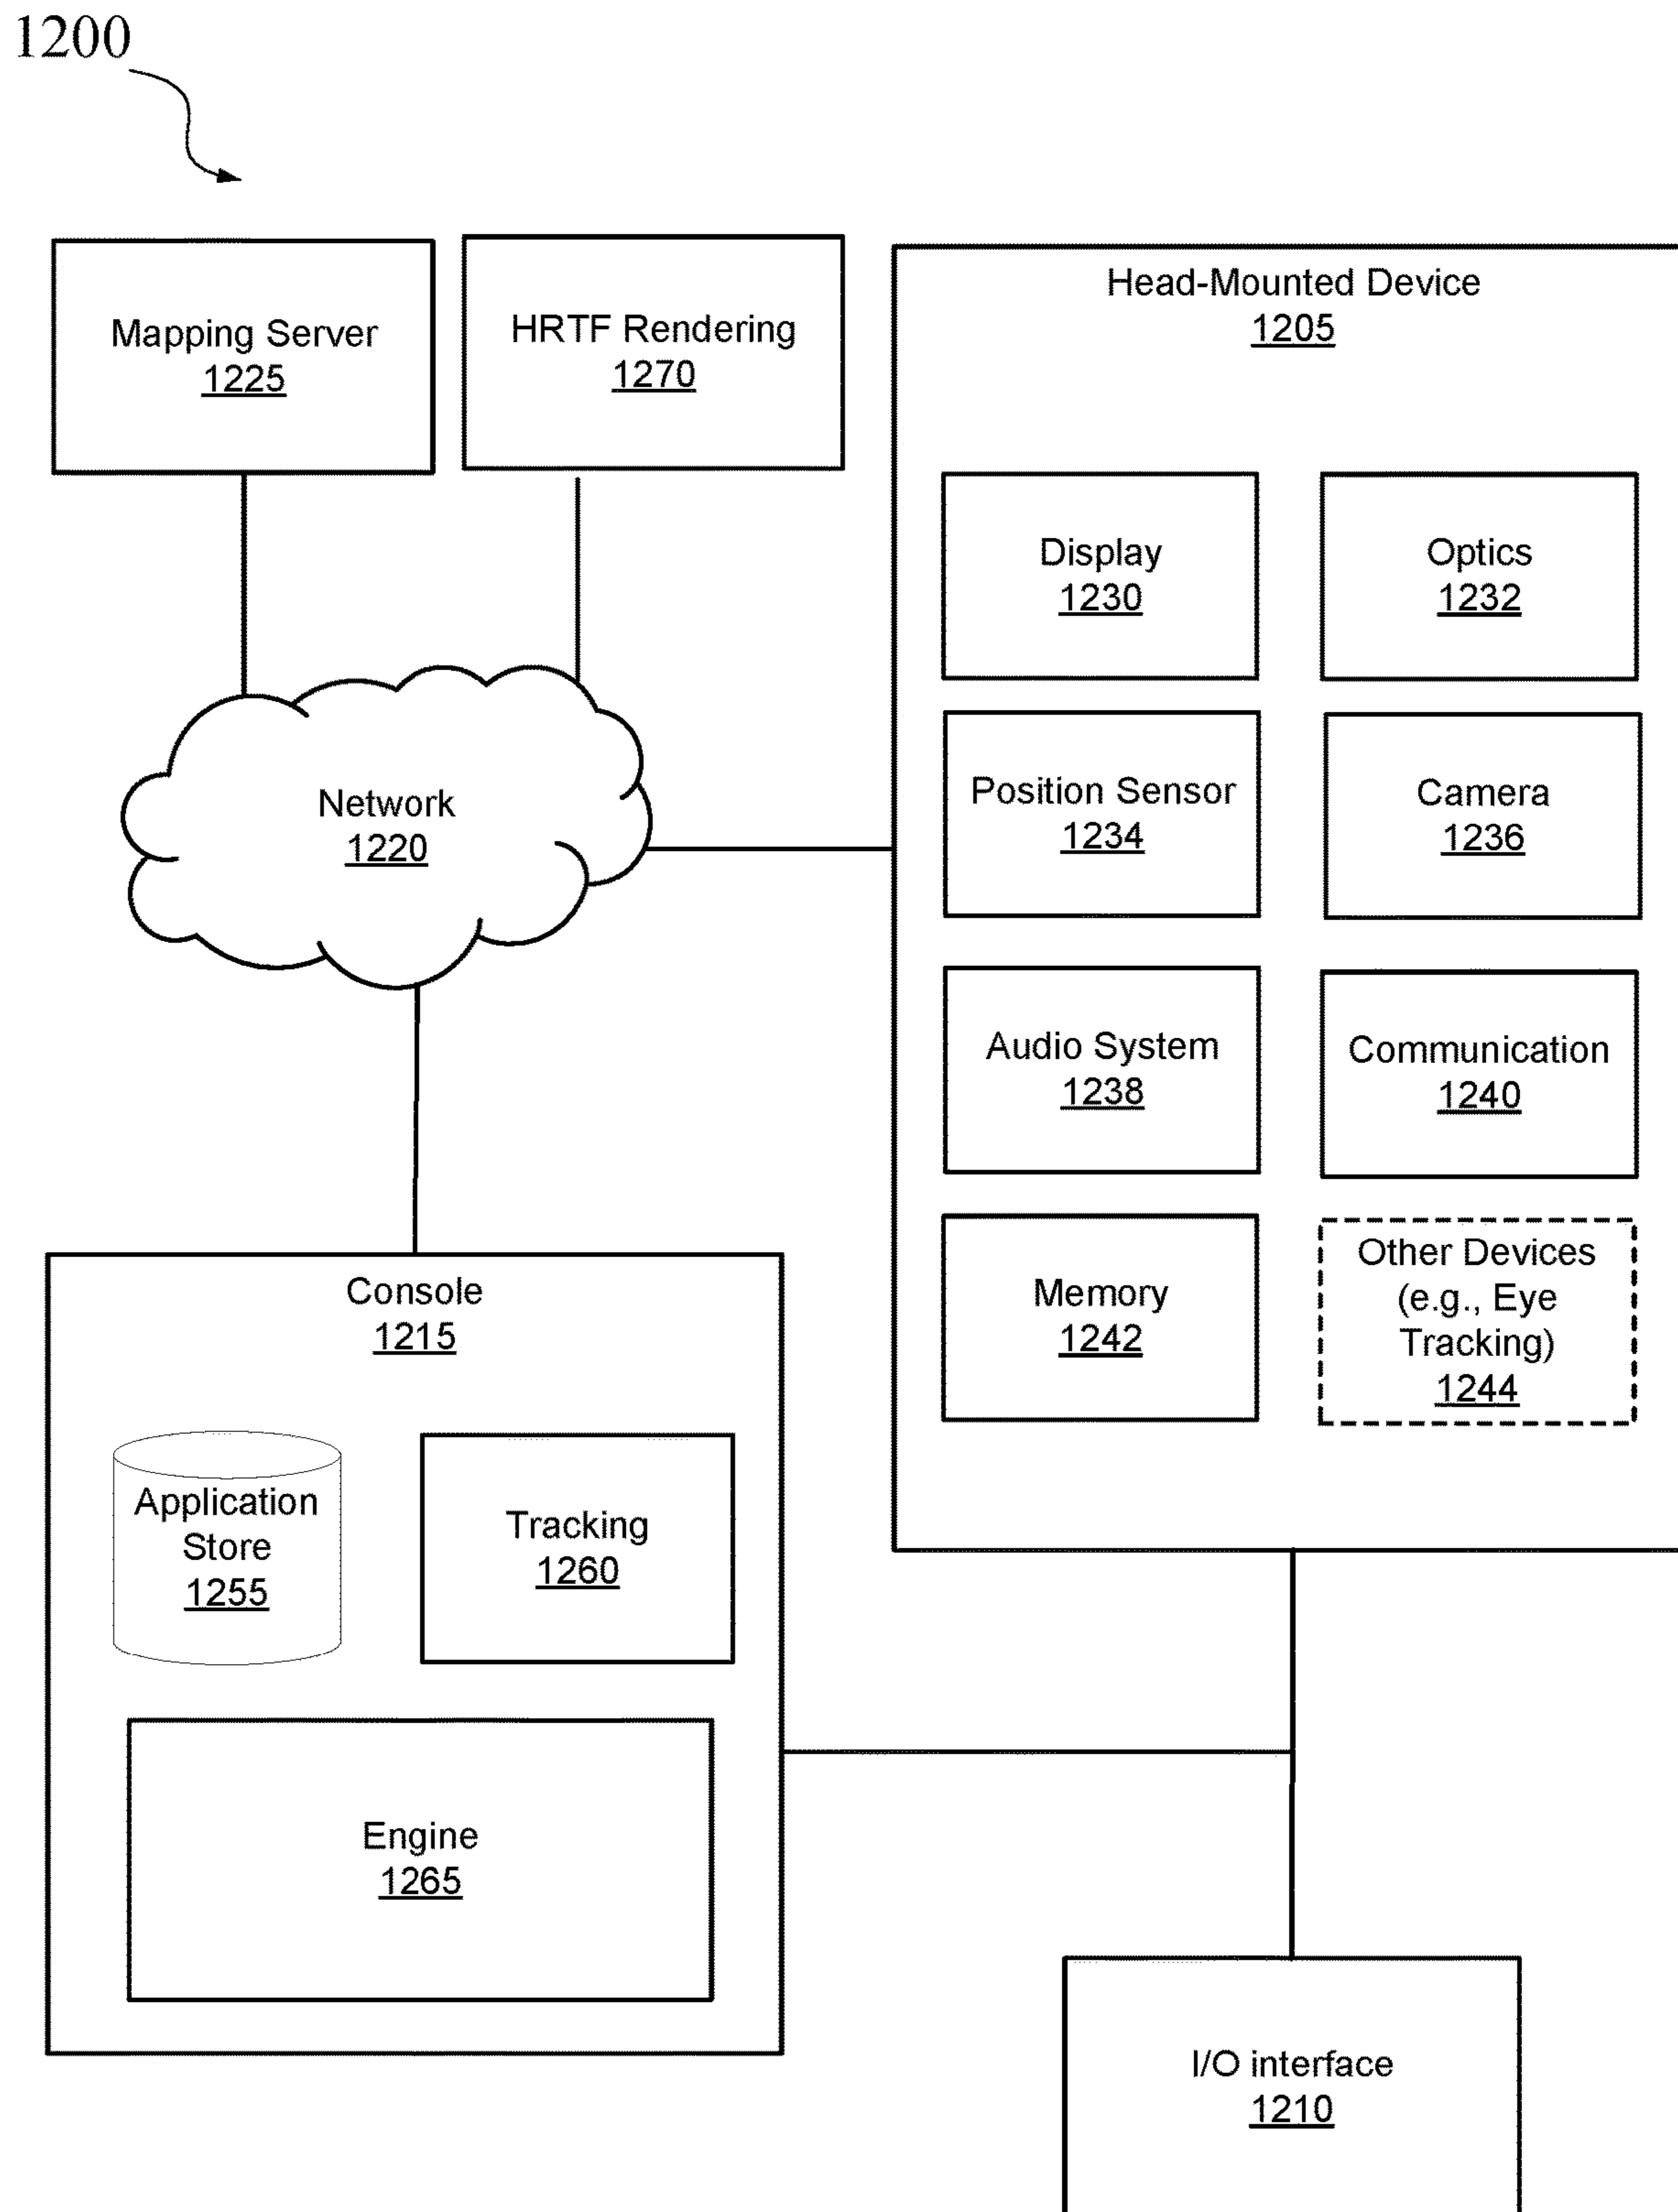 1200
Mapping Server
1225
HRTF Rendering
1270
Head-Mounted Device
1205
Display
1230
Optics
1232
Position Sensor
1234
Camera
1236
Network
1220
Audio System
1238
Communication
1240
Memory
1242
Other Devices
(e.g., Eye
Tracking)
1244
Console
1215
Application
Store
1255
Tracking
1260
Engine
1265
I/O interface
1210